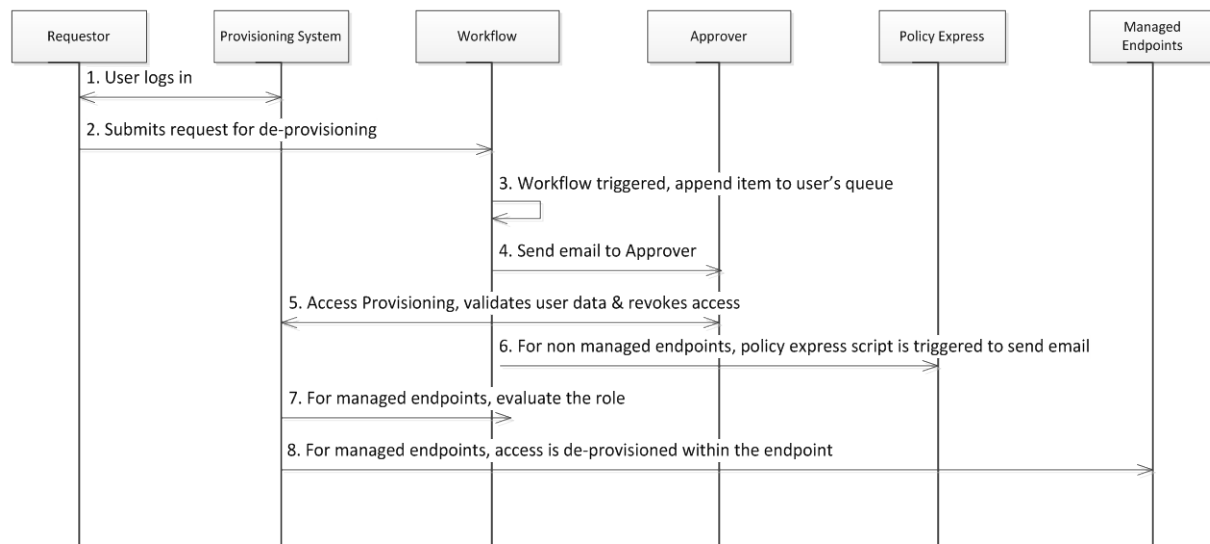 Requestor
Provisioning System
Workflow
Approver
Policy Express
Managed
Endpoints
1. User logs in
2. Submits request for de-provisioning
3. Workflow triggered, append item to user’s queue
4. Send email to Approver
5. Access Provisioning, validates user data & revokes access
6. For non managed endpoints, policy express script is triggered to send email
7. For managed endpoints, evaluate the role
8. For managed endpoints, access is de-provisioned within the endpoint